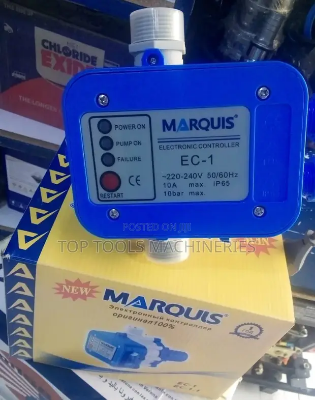 CHLORIDE
EXIDE
POWER ON
PUMP ON
FAILURE
RESTART
MARQUIS®
ELECTRONIC CONTROLLER
EC-1
~220-240V 50/60Hz
10A max. IP65
10bar max.
POSTED ON
TOP TOOLS MACHINERIES
NEW
MARQUIS
Электронный контроллер
оригинал100%
EC-1